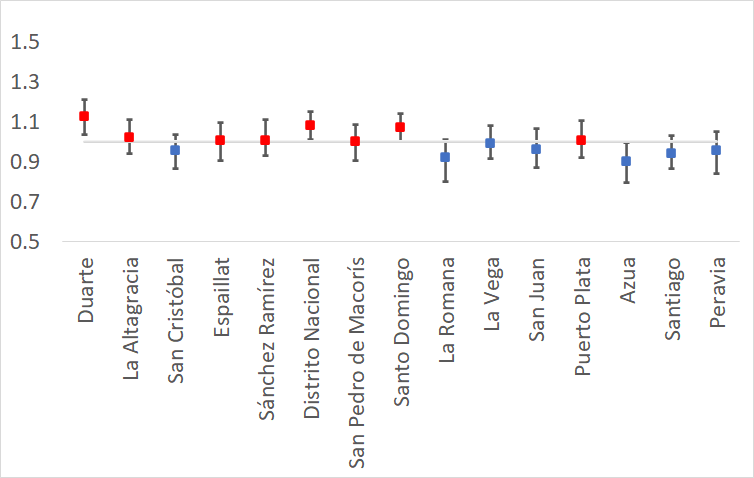 1.5
1.3
1.1
0.9
0.7
0.5
Duarte
La Altagracia
San Cristóbal
Espaillat
Sánchez Ramírez
Distrito Nacional
San Pedro de Macorís
Santo Domingo
La Romana
La Vega
San Juan
Puerto Plata
Azua
Santiago
Peravia